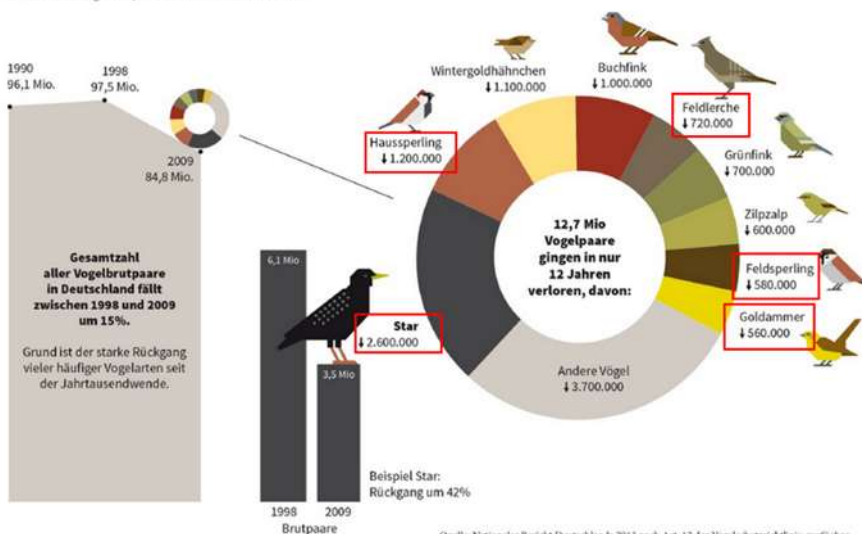 1990
96,1 Mio.
1998
97,5 Mio.
2009
84,8 Mio.
Gesamtzahl
aller Vogelbrutpaare
in Deutschland fällt
zwischen 1998 und 2009
um 15%.
Grund ist der starke Rückgang
vieler häufiger Vogelarten seit
der Jahrtausendwende.
6,1 Mio
3,5 Mio
1998
2009
Brutpaare
Beispiel Star:
Rückgang um 42%
Star
↓2.600.000
Haussperling
↓1.200.000
Wintergoldhähnchen
↓1.100.000
Buchfink
↓1.000.000
Feldlerche
↓720.000
Grünfink
↓700.000
Zilpzalp
↓600.000
Feldsperling
↓580.000
Goldammer
↓560.000
Andere Vögel
↓3.700.000
12,7 Mio
Vogelpaare
gingen in nur
12 Jahren
verloren, davon: